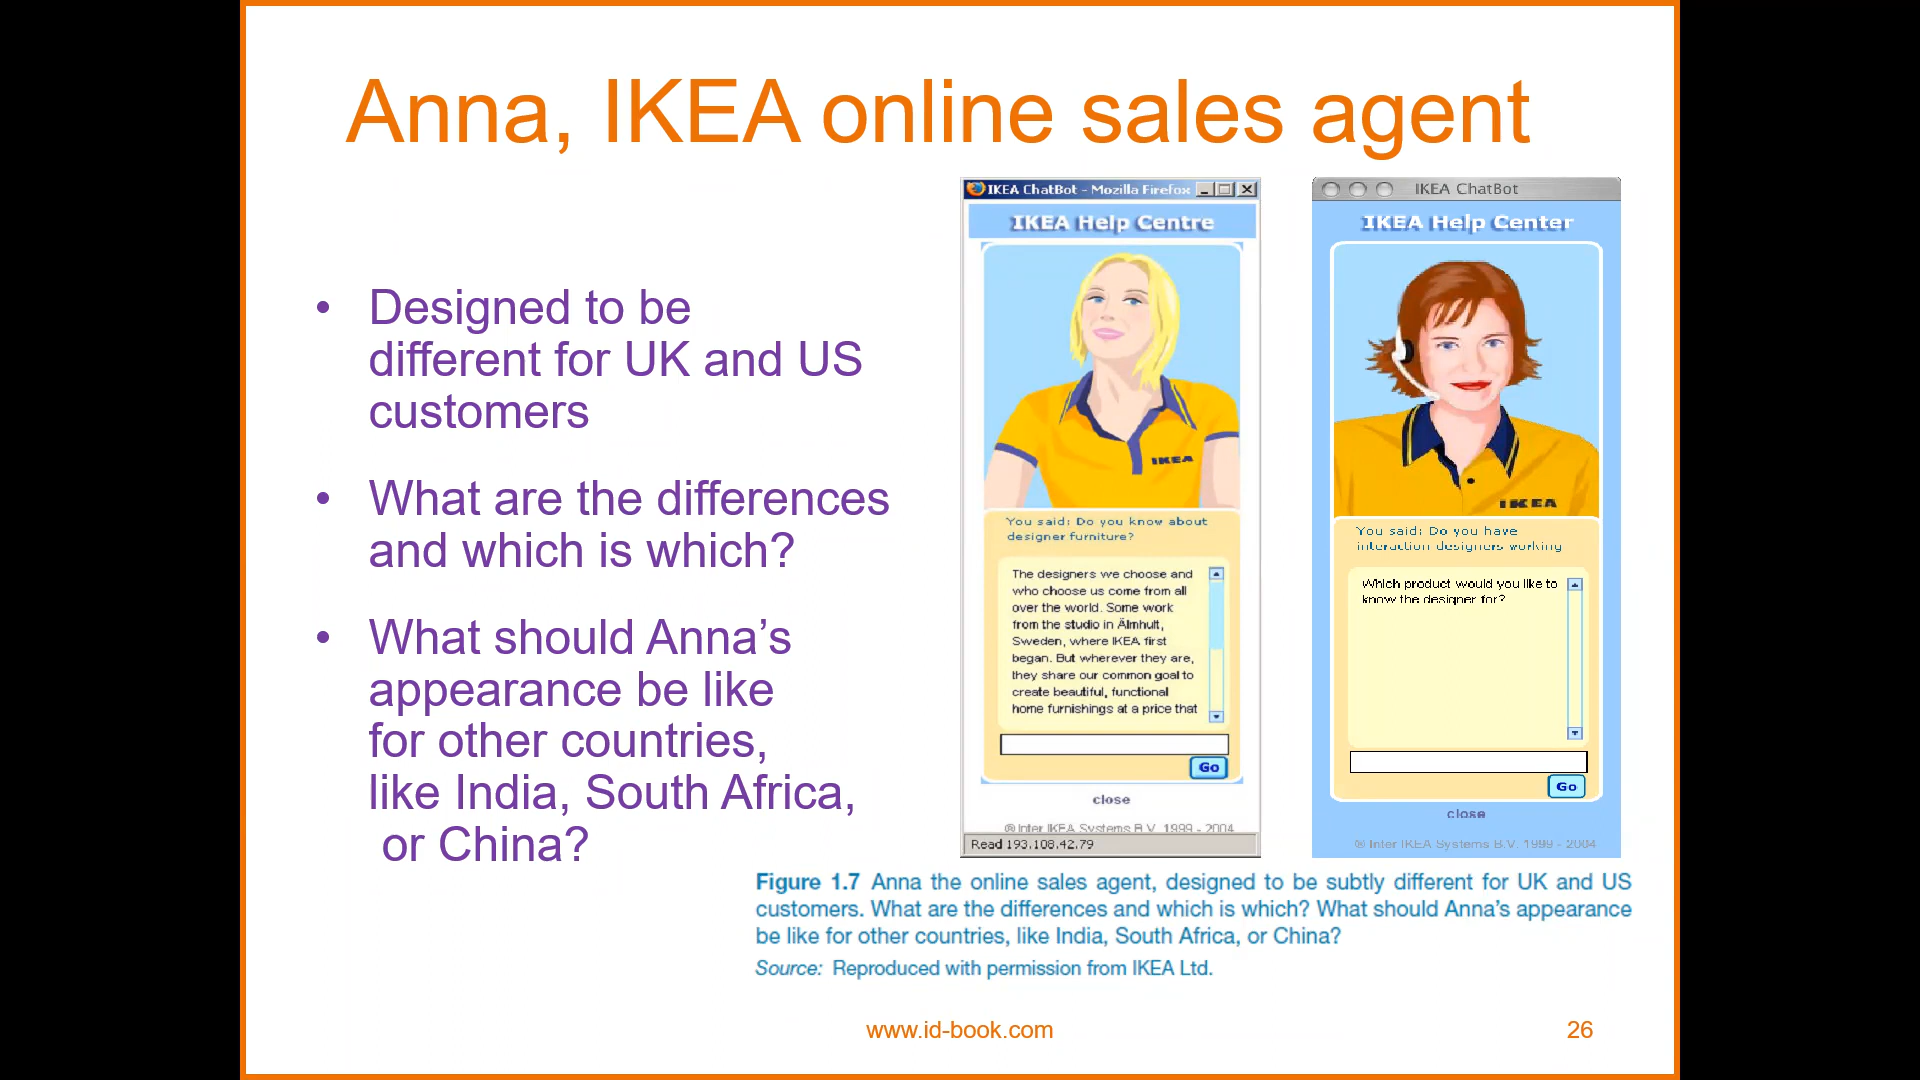 Anna, IKEA online sales agent
• Designed to be
different for UK and US
customers
• What are the differences
and which is which?
• What should Anna’s
appearance be like
for other countries,
like India, South Africa,
or China?
IKEA ChatBot - Mozilla Firefox
IKEA Help Centre
IKEA
You said: Do you know about
designer furniture?
The designers we choose and
who choose us come from all
over the world. Some work
from the studio in Älmhult,
Sweden, where IKEA first
began. But wherever they are,
they share our common goal to
create beautiful, functional
home furnishings at a price that
Go
close
© Inter IKEA Systems B.V. 1999 - 2004
Read 193.108.42.79
IKEA ChatBot
IKEA Help Center
IKEA
You said: Do you have
interaction designers working
Which product would you like to
know the designer for?
Go
close
© Inter IKEA Systems B.V. 1999 - 2004
Figure 1.7 Anna the online sales agent, designed to be subtly different for UK and US
customers. What are the differences and which is which? What should Anna’s appearance
be like for other countries, like India, South Africa, or China?
Source: Reproduced with permission from IKEA Ltd.
www.id-book.com
26